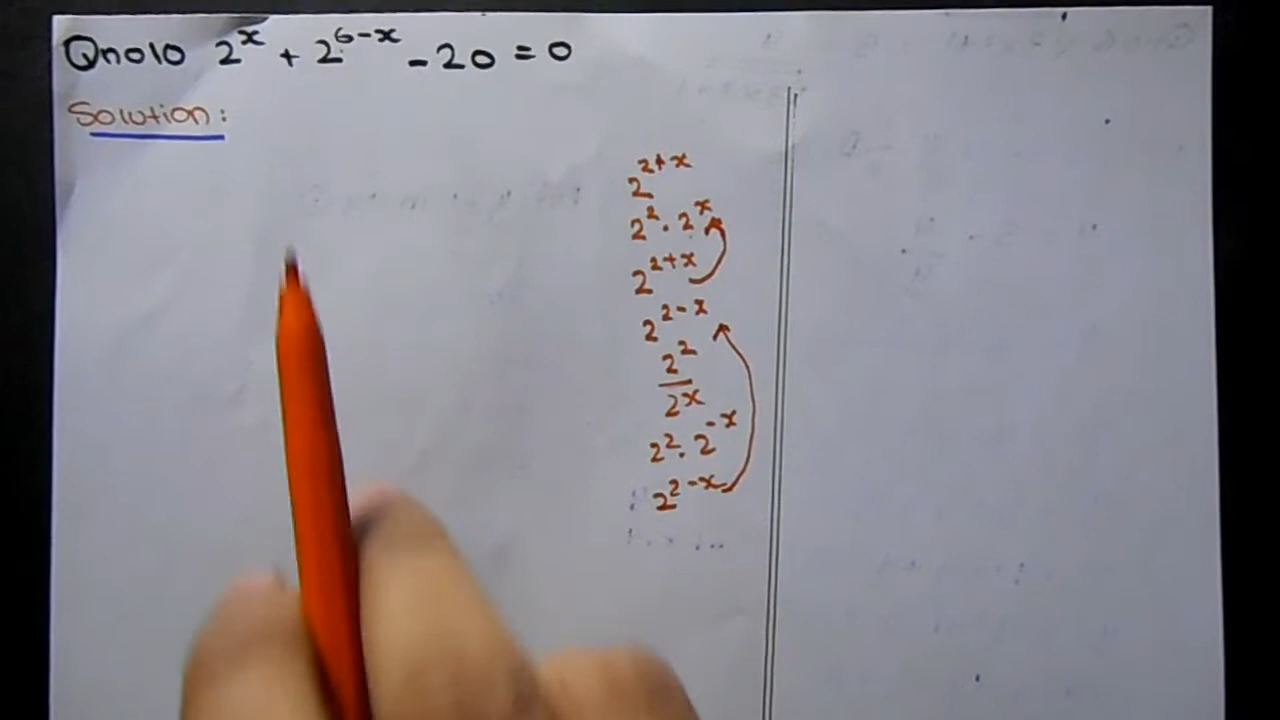 Qno10 2^x + 2^{6-x} - 20 = 0
Solution:
2^{2+x}
2^2 . 2^x
2^{2+x}
2^{2-x}
2^2
2^x
2^2 . 2^{-x}
2^{2-x}